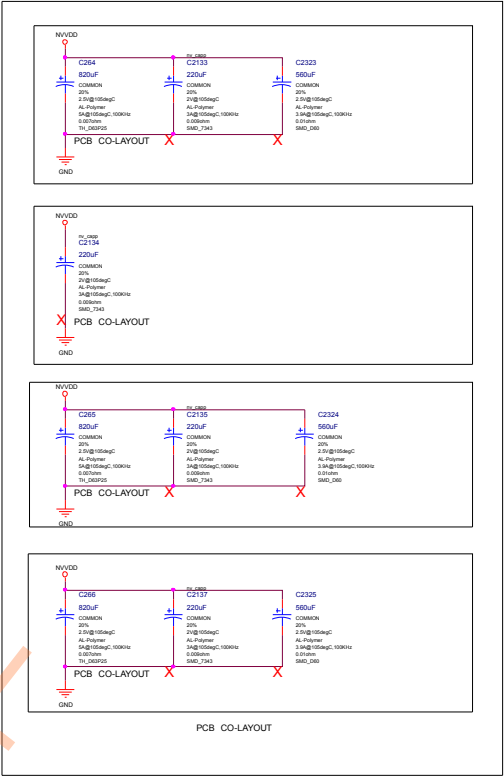 NVVDD
nv_capp
C264 C2133 C2323
820uF 220uF 560uF
COMMON COMMON COMMON
20% 20% 20%
2.5V@105degC 2V@105degC 2.5V@105degC
AL-Polymer AL-Polymer AL-Polymer
5A@105degC,100KHz 3A@105degC,100KHz 3.9A@105degC,100KHz
0.007ohm 0.009ohm 0.01ohm
TH_D63P25 SMD_7343 SMD_D60
PCB CO-LAYOUT X X
GND
NVVDD
nv_capp
C2134
220uF
COMMON
20%
2V@105degC
AL-Polymer
3A@105degC,100KHz
0.009ohm
SMD_7343
X PCB CO-LAYOUT
GND
NVVDD
nv_capp
C265 C2135 C2324
820uF 220uF 560uF
COMMON COMMON COMMON
20% 20% 20%
2.5V@105degC 2V@105degC 2.5V@105degC
AL-Polymer AL-Polymer AL-Polymer
5A@105degC,100KHz 3A@105degC,100KHz 3.9A@105degC,100KHz
0.007ohm 0.009ohm 0.01ohm
TH_D63P25 SMD_7343 SMD_D60
PCB CO-LAYOUT X X
GND
NVVDD
nv_capp
C266 C2137 C2325
820uF 220uF 560uF
COMMON COMMON COMMON
20% 20% 20%
2.5V@105degC 2V@105degC 2.5V@105degC
AL-Polymer AL-Polymer AL-Polymer
5A@105degC,100KHz 3A@105degC,100KHz 3.9A@105degC,100KHz
0.007ohm 0.009ohm 0.01ohm
TH_D63P25 SMD_7343 SMD_D60
PCB CO-LAYOUT X X
GND
PCB CO-LAYOUT